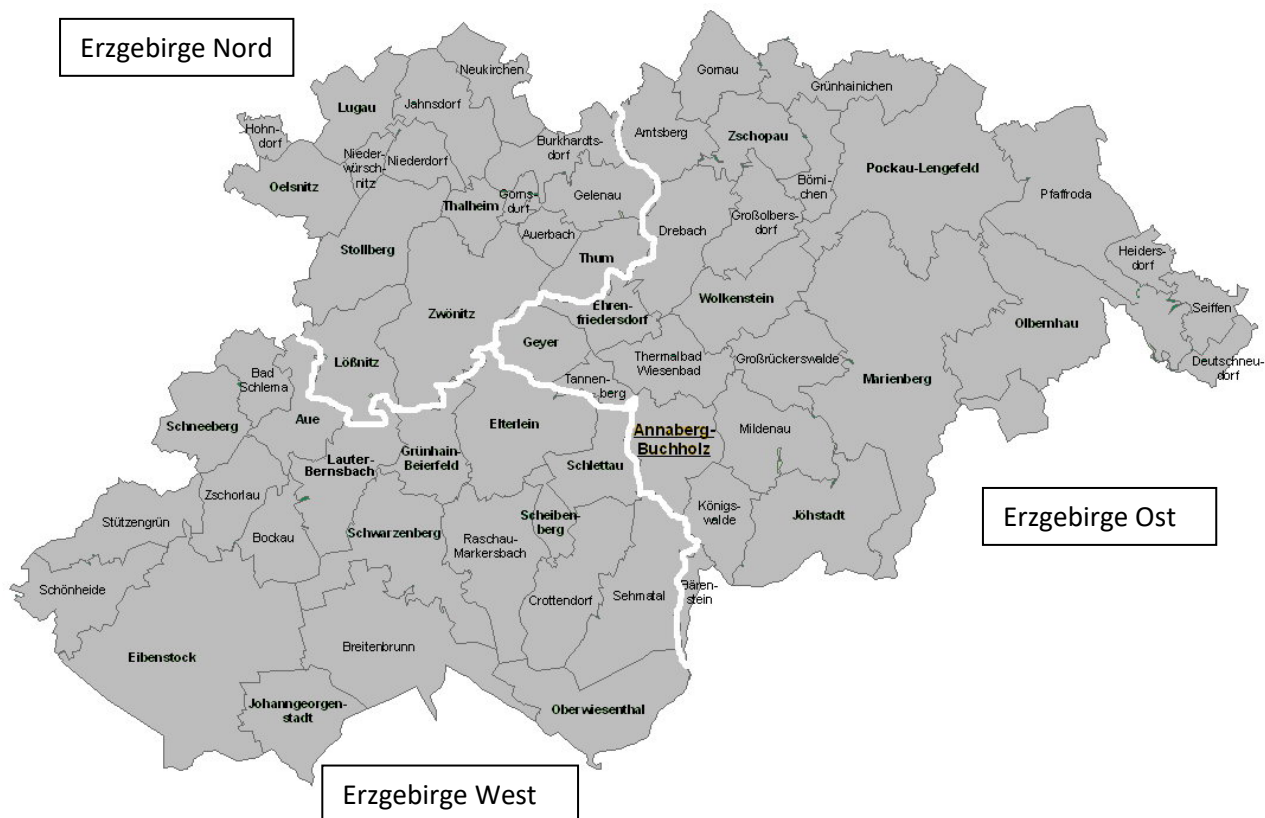 Erzgebirge Nord
Neukirchen
Gornau
Grünhainichen
Lugau
Jahnsdorf
Hohn-
dorf
Amtsberg
Zschopau
Burkhardts-
dorf
Nieder-
würsch-
nitz
Niederdorf
Oelsnitz
Pockau-Lengefeld
Börni-
chen
Pfaffroda
Thalheim
Gorns-
durf
Gelenau
Großolbers-
dorf
Auerbach
Drebach
Stollberg
Thum
Heiders-
dorf
Wolkenstein
Ehren-
friedersdorf
Zwönitz
Seiffen
Olbernhau
Geyer
Lößnitz
Thermalbad
Wiesenbad
Großrückerswalde
Deutschneu-
dorf
Bad
Schlema
Tannen-
berg
Marienberg
Schneeberg
Aue
Elterlein
Annaberg-
Buchholz
Mildenau
Grünhain-
Beierfeld
Lauter-
Bernsbach
Schlettau
Zschorlau
Stützengrün
Königs-
walde
Jöhstadt
Erzgebirge Ost
Scheiben-
berg
Bockau
Schwarzenberg
Raschau-
Markersbach
Schönheide
Crottendorf
Sehmatal
Bären-
stein
Breitenbrunn
Eibenstock
Johanngeorgen-
stadt
Oberwiesenthal
Erzgebirge West